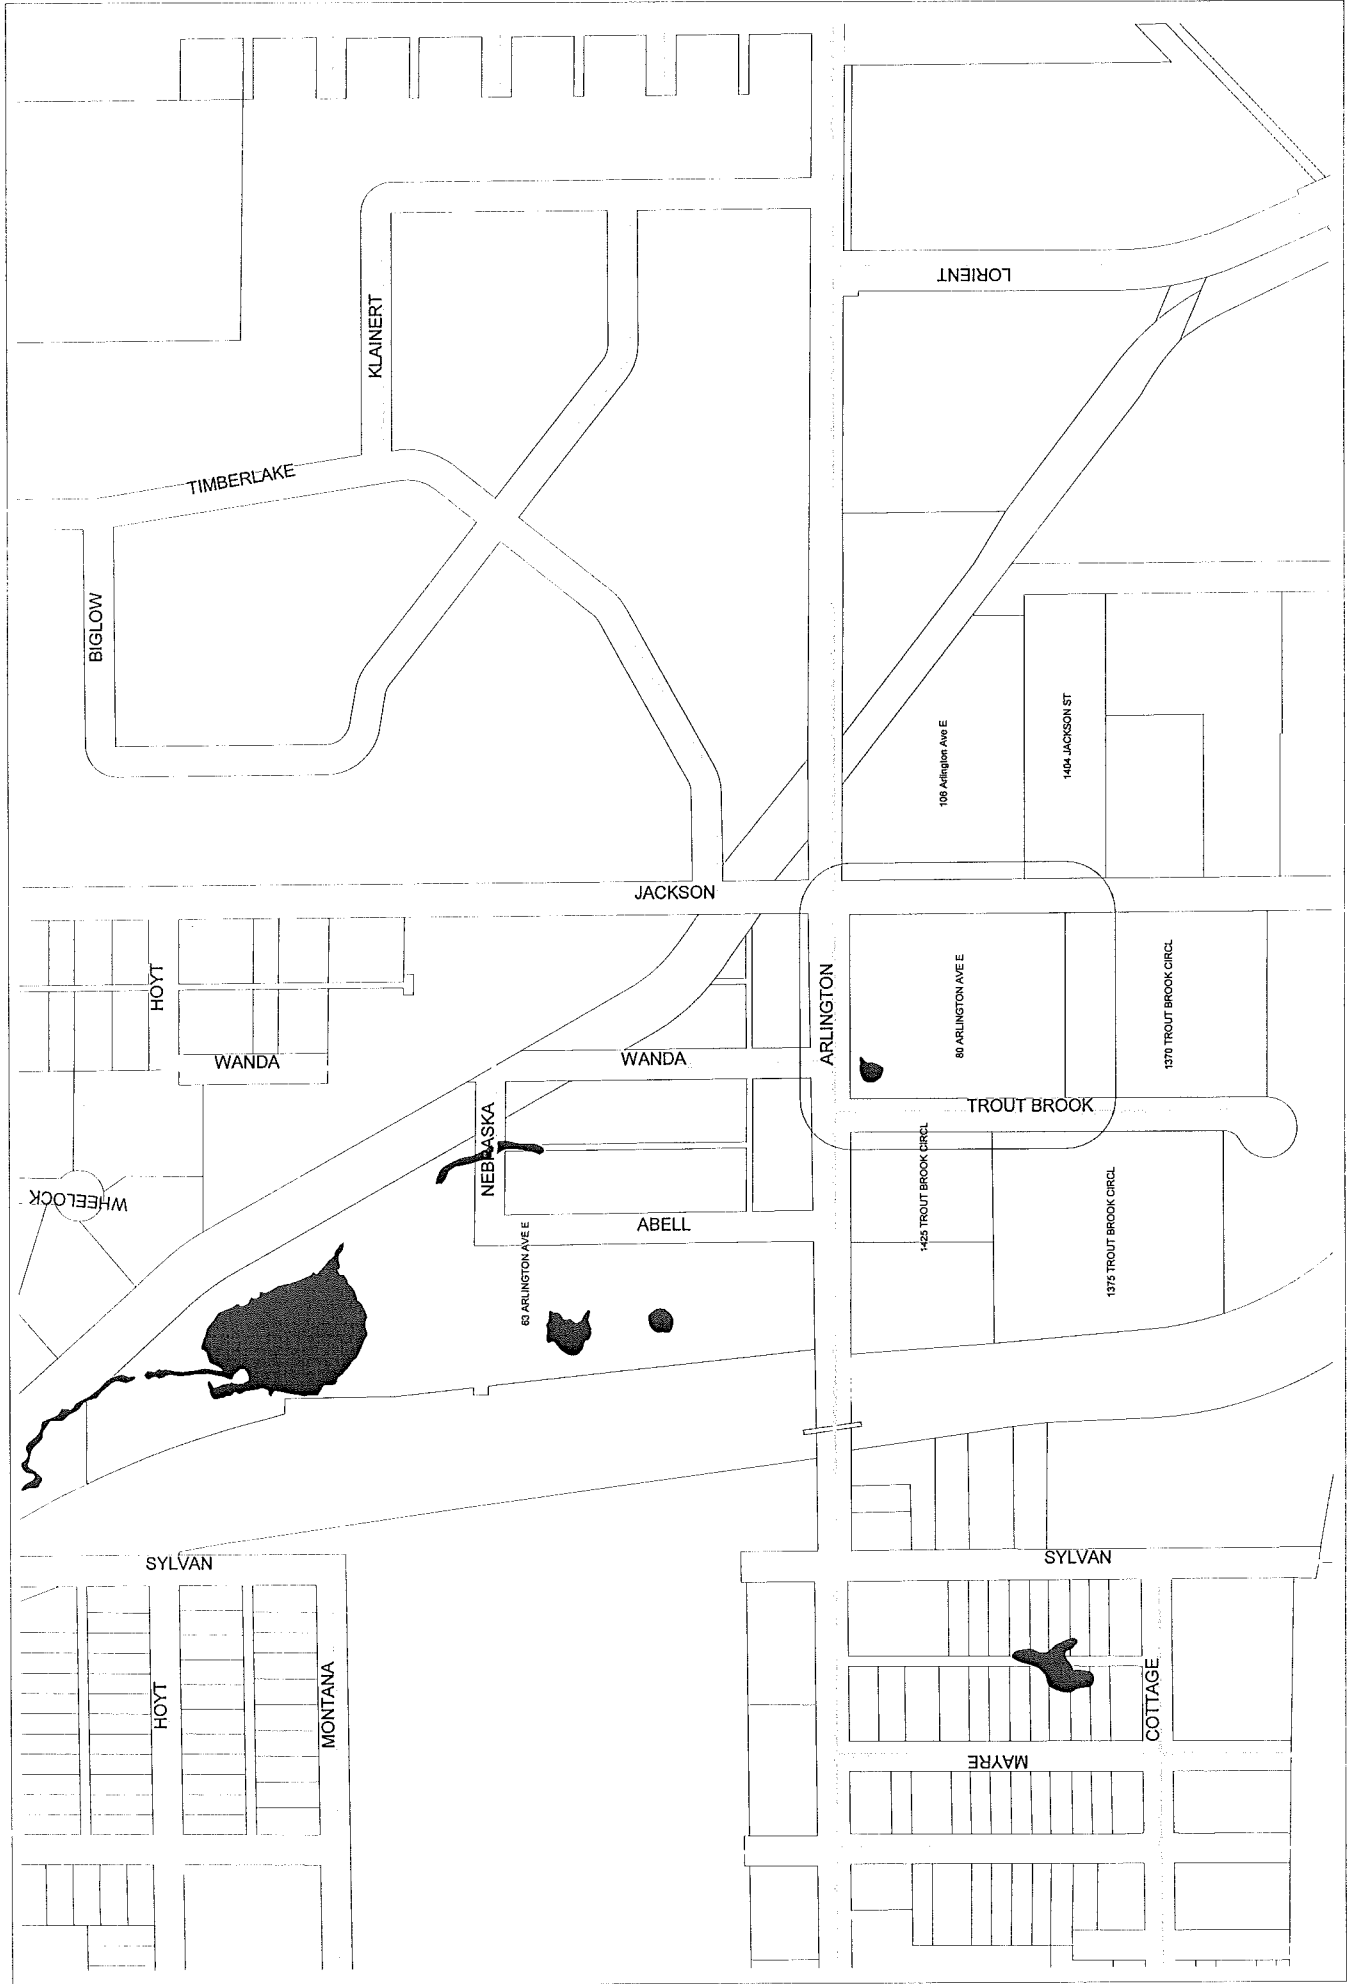 LORIENT
KLAINERT
TIMBERLAKE
BIGLOW
106 Arlington Ave E
1404 JACKSON ST
JACKSON
HOYT
ARLINGTON
80 ARLINGTON AVE E
1370 TROUT BROOK CIRCL
WANDA
WANDA
TROUT BROOK
NEBRASKA
1425 TROUT BROOK CIRCL
WHEELOCK
ABELL
63 ARLINGTON AVE E
1375 TROUT BROOK CIRCL
SYLVAN
SYLVAN
HOYT
MONTANA
COTTAGE
MAYRE